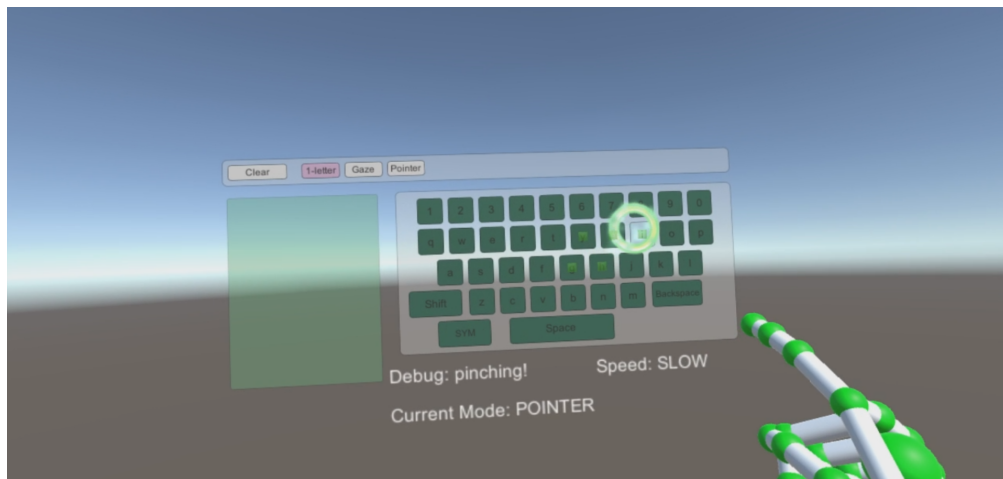 Clear 1-letter Gaze Pointer
1 2 3 4 5 6 7 9 0
q w e r t o p
a s d f j k l
Shift z c v b n m Backspace
SYM Space
Debug: pinching! Speed: SLOW
Current Mode: POINTER